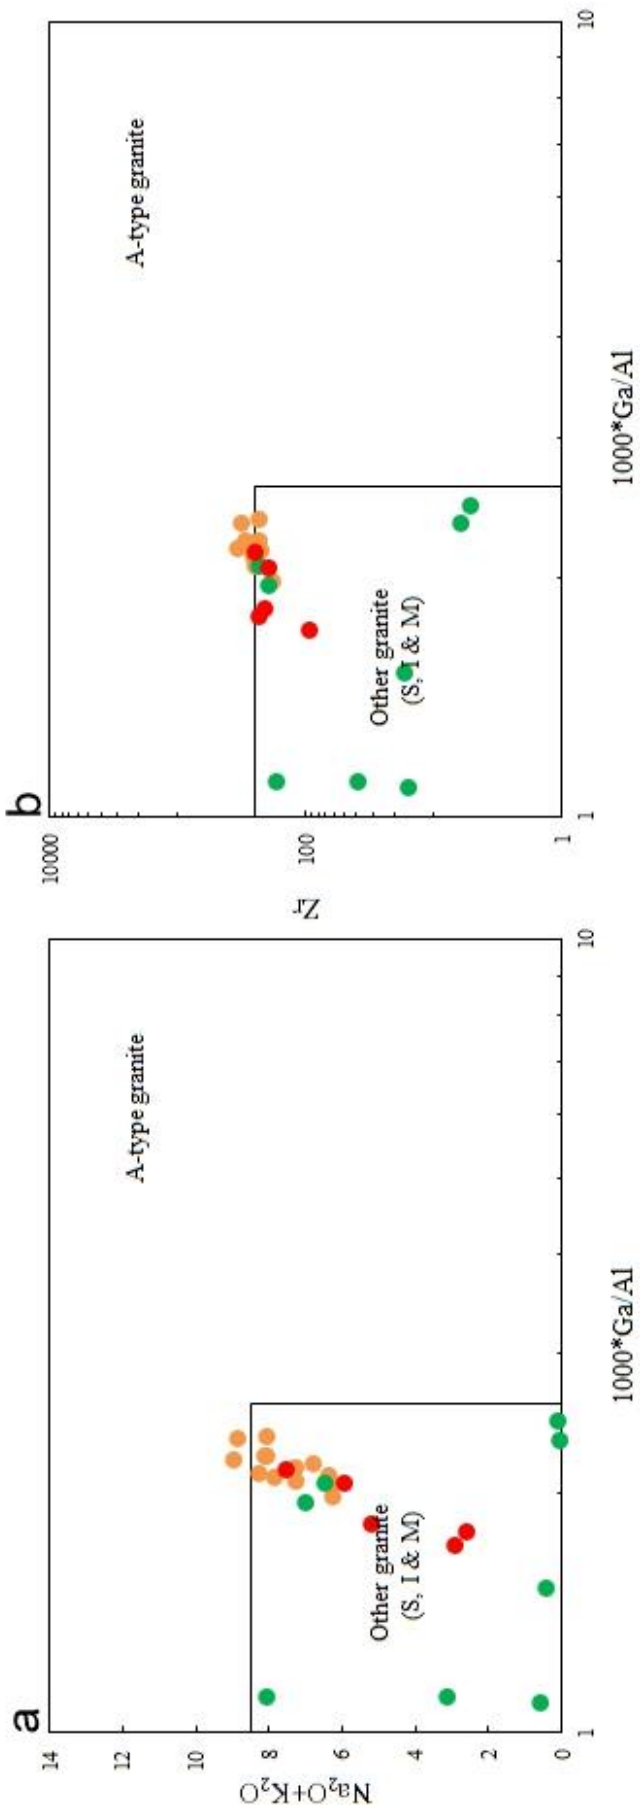 a
14
12
10
8
6
4
2
0
Na₂O+K₂O
A-type granite
Other granite
(S, I & M)
1
10
1000*Ga/Al
b
10000
100
1
Zr
A-type granite
Other granite
(S, I & M)
1
10
1000*Ga/Al